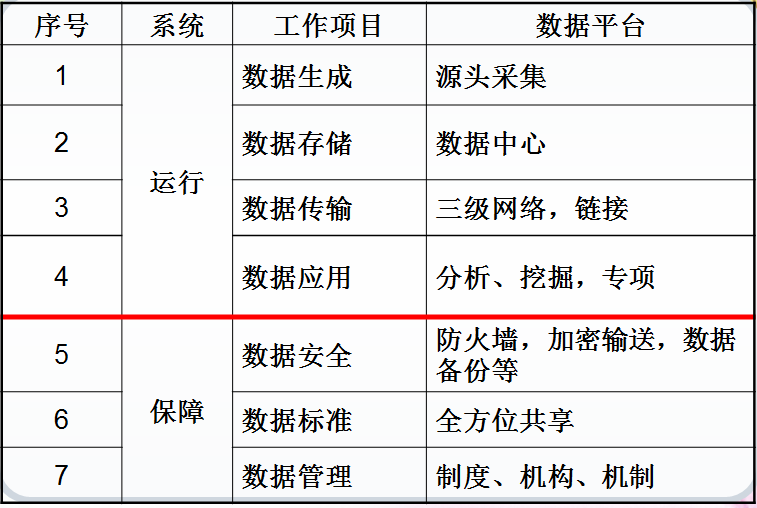 序号 系统 工作项目 数据平台
1 数据生成 源头采集
2 数据存储 数据中心
运行
3 数据传输 三级网络，链接
4 数据应用 分析、挖掘，专项
5 数据安全 防火墙，加密输送，数据
备份等
保障
6 数据标准 全方位共享
7 数据管理 制度、机构、机制